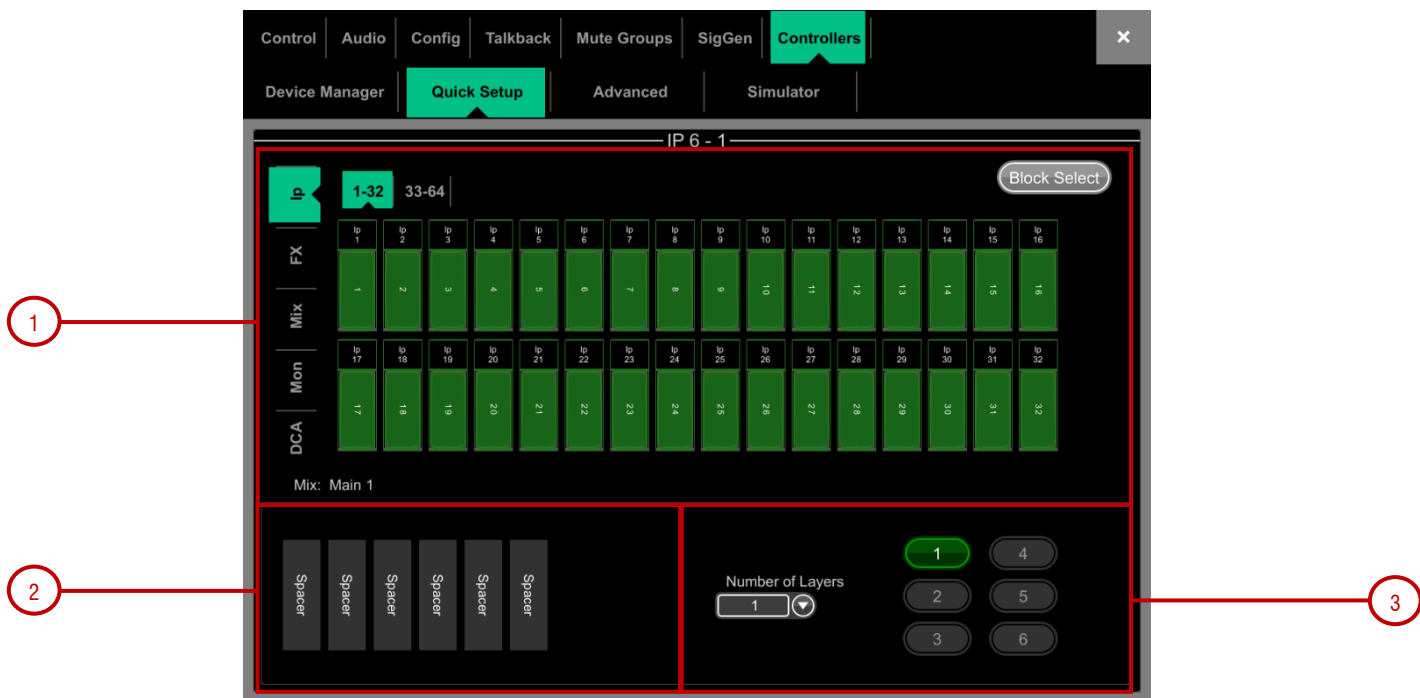 Control Audio Config Talkback Mute Groups SigGen Controllers ×
Device Manager Quick Setup Advanced Simulator
IP 6 - 1
Ip 1-32 33-64 Block Select
Ip 1 Ip 2 Ip 3 Ip 4 Ip 5 Ip 6 Ip 7 Ip 8 Ip 9 Ip 10 Ip 11 Ip 12 Ip 13 Ip 14 Ip 15 Ip 16
FX
1 2 3 4 5 6 7 8 9 10 11 12 13 14 15 16
Mix
1
Ip 17 Ip 18 Ip 19 Ip 20 Ip 21 Ip 22 Ip 23 Ip 24 Ip 25 Ip 26 Ip 27 Ip 28 Ip 29 Ip 30 Ip 31 Ip 32
Mon
17 18 19 20 21 22 23 24 25 26 27 28 29 30 31 32
DCA
Mix: Main 1
2
Spacer Spacer Spacer Spacer Spacer Spacer
Number of Layers
1
1 4
2 5
3 6
3